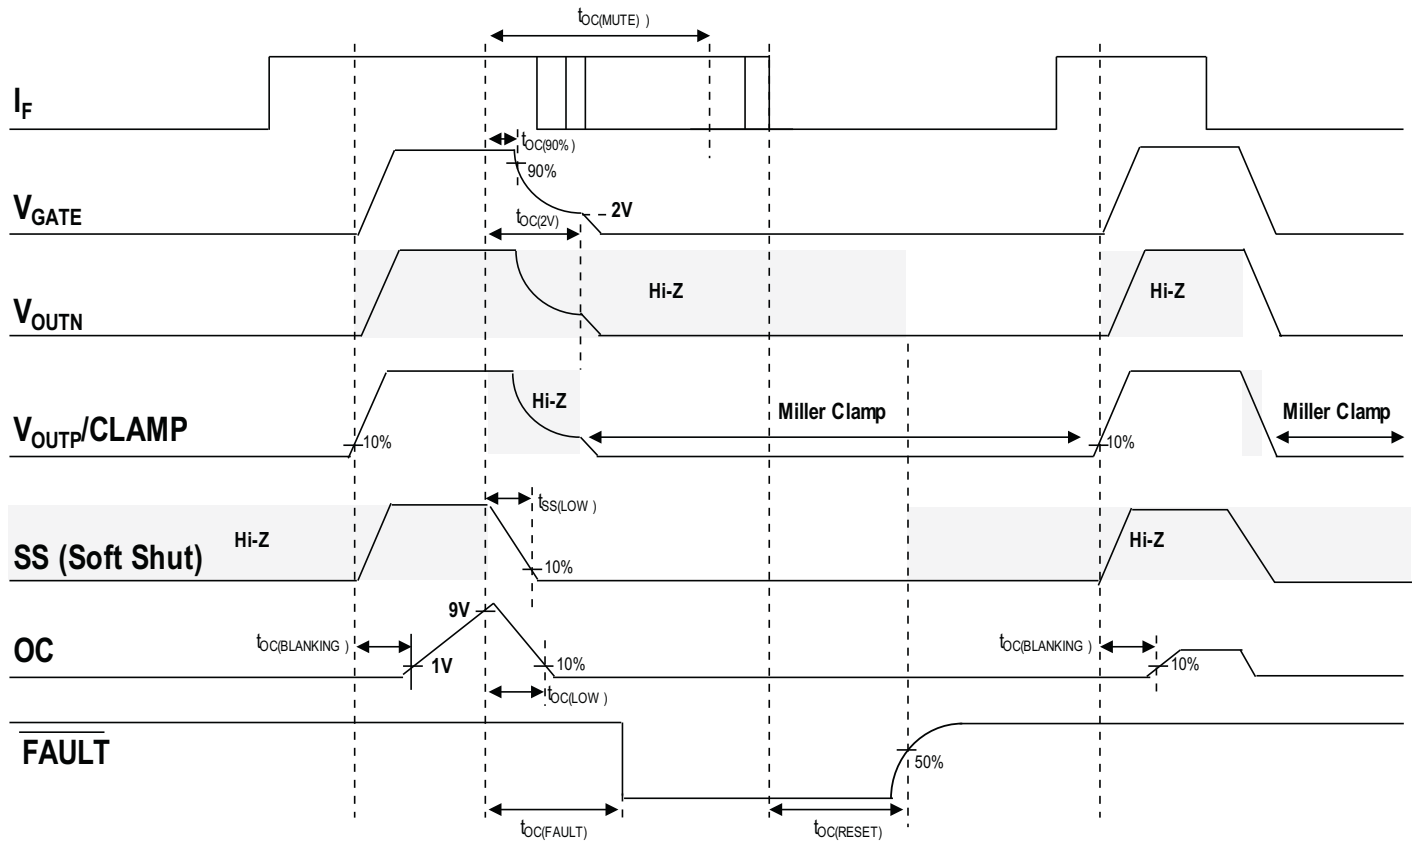 tOC(MUTE) )
IF
tOC(90% )
90%
VGATE
tOC(2V)
2V
VOUTN
Hi-Z
Hi-Z
VOUTP/CLAMP
10%
Hi-Z
Miller Clamp
10%
Miller Clamp
SS (Soft Shut)
Hi-Z
tSS(LOW )
10%
Hi-Z
OC
tOC(BLANKING )
9V
1V
10%
tOC(LOW )
tOC(BLANKING )
10%
FAULT
50%
tOC(FAULT)
tOC(RESET)